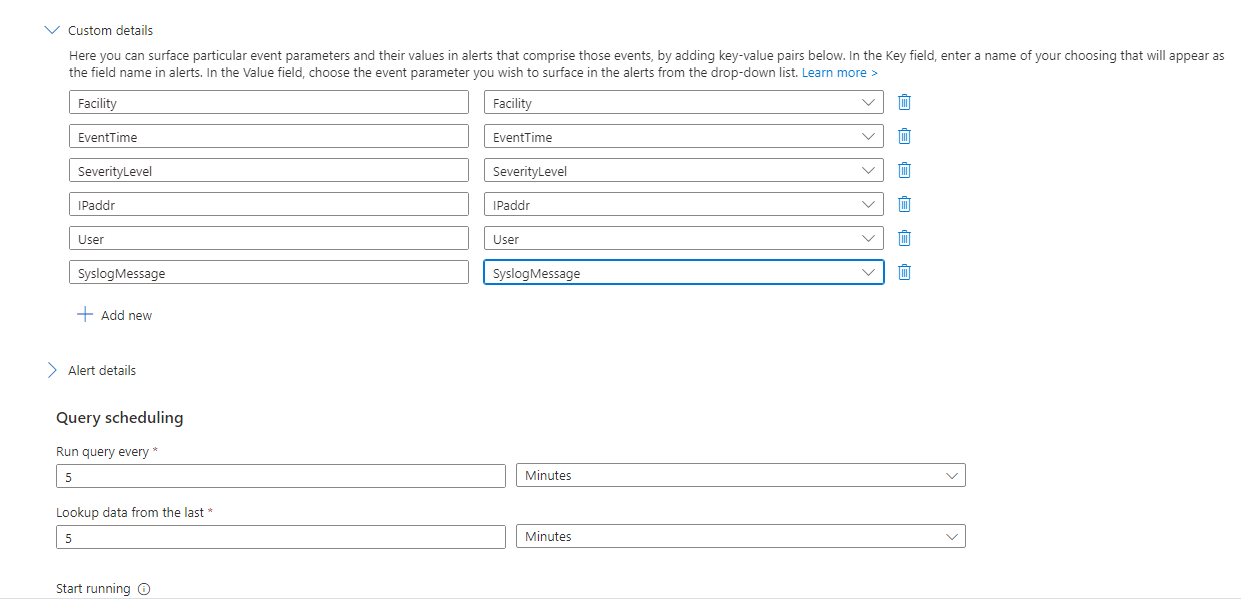 Custom details
Here you can surface particular event parameters and their values in alerts that comprise those events, by adding key-value pairs below. In the Key field, enter a name of your choosing that will appear as
the field name in alerts. In the Value field, choose the event parameter you wish to surface in the alerts from the drop-down list. Learn more >
Facility Facility
EventTime EventTime
SeverityLevel SeverityLevel
IPaddr IPaddr
User User
SyslogMessage SyslogMessage
Add new
Alert details
Query scheduling
Run query every *
5 Minutes
Lookup data from the last *
5 Minutes
Start running